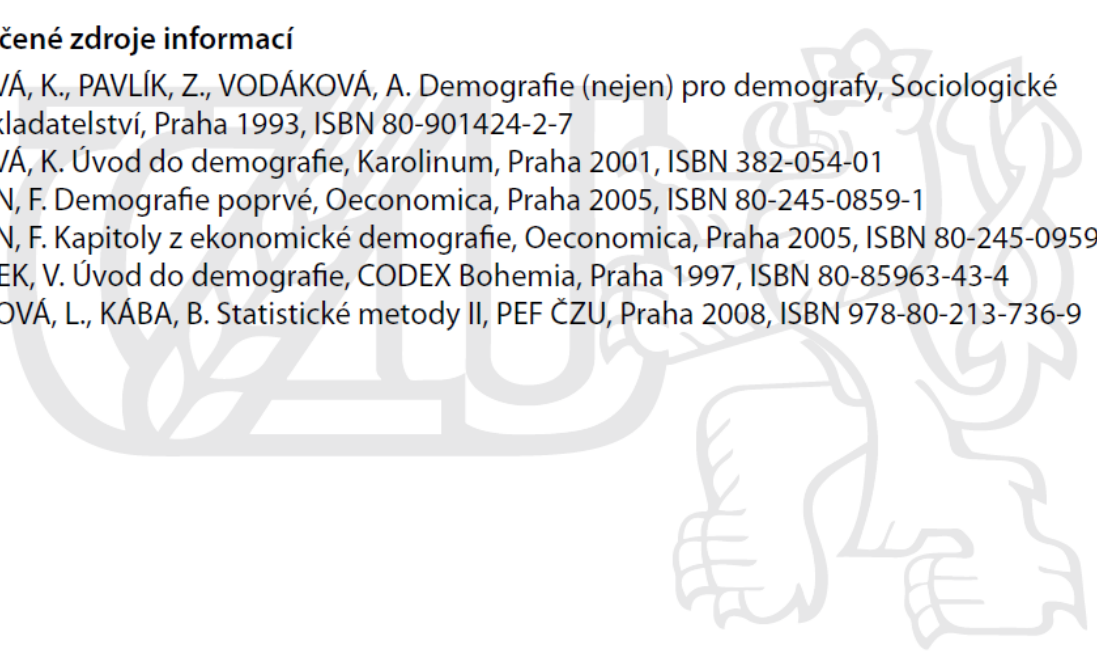 čené zdroje informací
VÁ, K., PAVLÍK, Z., VODÁKOVÁ, A. Demografie (nejen) pro demografy, Sociologické
kladatelství, Praha 1993, ISBN 80-901424-2-7
VÁ, K. Úvod do demografie, Karolinum, Praha 2001, ISBN 382-054-01
N, F. Demografie poprvé, Oeconomica, Praha 2005, ISBN 80-245-0859-1
N, F. Kapitoly z ekonomické demografie, Oeconomica, Praha 2005, ISBN 80-245-0959
EK, V. Úvod do demografie, CODEX Bohemia, Praha 1997, ISBN 80-85963-43-4
OVÁ, L., KÁBA, B. Statistické metody II, PEF ČZU, Praha 2008, ISBN 978-80-213-736-9
ČZU